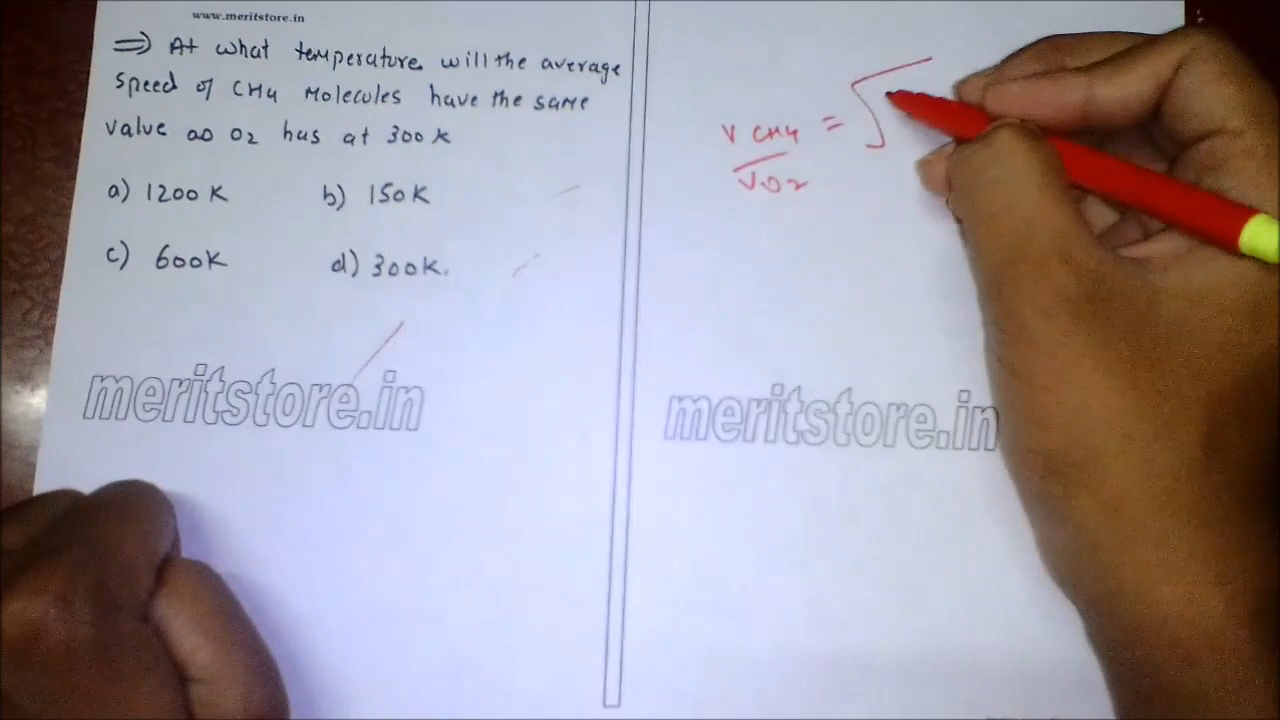 www.meritstore.in
⇒ At what temperature will the average
speed of CH4 Molecules have the same
value as O2 has at 300 K
a) 1200 K b) 150 K
c) 600K d) 300K.
V CH4 = √
VO2
meritstore.in
meritstore.in